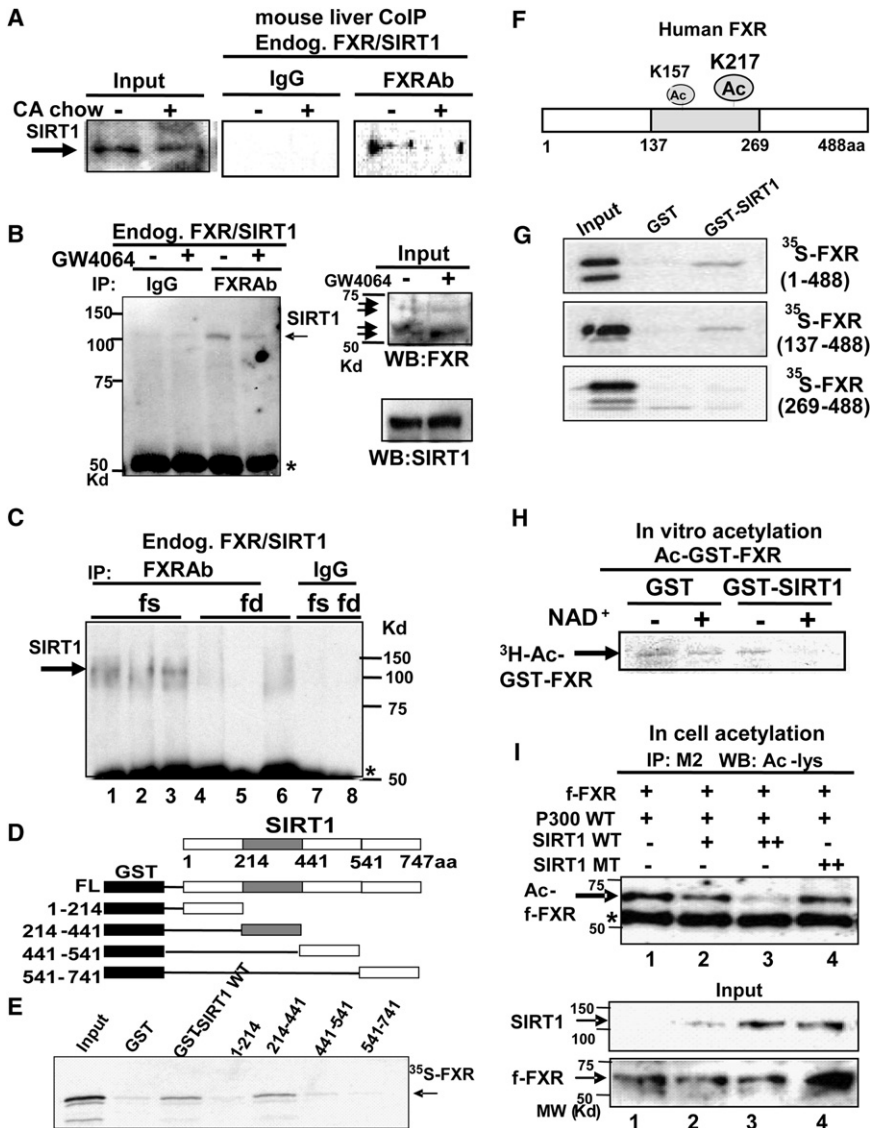 A
mouse liver CoIP
Endog. FXR/SIRT1
Input
IgG
FXRAb
CA chow
- +
- +
- +
SIRT1
B
Endog. FXR/SIRT1
GW4064
- + - +
IP: IgG FXRAb
150
100
75
50
Kd
SIRT1
*
Input
GW4064 - +
75
50
Kd
WB:FXR
WB:SIRT1
C
Endog. FXR/SIRT1
IP: FXRAb IgG
fs fd fs fd
SIRT1
Kd
150
100
75
50
*
1 2 3 4 5 6 7 8
D
SIRT1
1 214 441 541 747aa
GST
FL
1-214
214-441
441-541
541-741
E
Input GST GST-SIRT1 WT 1-214 214-441 441-541 541-741
35S-FXR
F
Human FXR
K157 K217
Ac Ac
1 137 269 488aa
G
Input GST GST-SIRT1
35S-FXR
(1-488)
35S-FXR
(137-488)
35S-FXR
(269-488)
H
In vitro acetylation
Ac-GST-FXR
GST GST-SIRT1
NAD+ - + - +
3H-Ac-
GST-FXR
I
In cell acetylation
IP: M2 WB: Ac-lys
f-FXR + + + +
P300 WT + + + +
SIRT1 WT - + ++ -
SIRT1 MT - - - ++
Ac-
f-FXR
75
*
50
1 2 3 4
Input
SIRT1
150
100
f-FXR
75
50
MW (Kd)
1 2 3 4